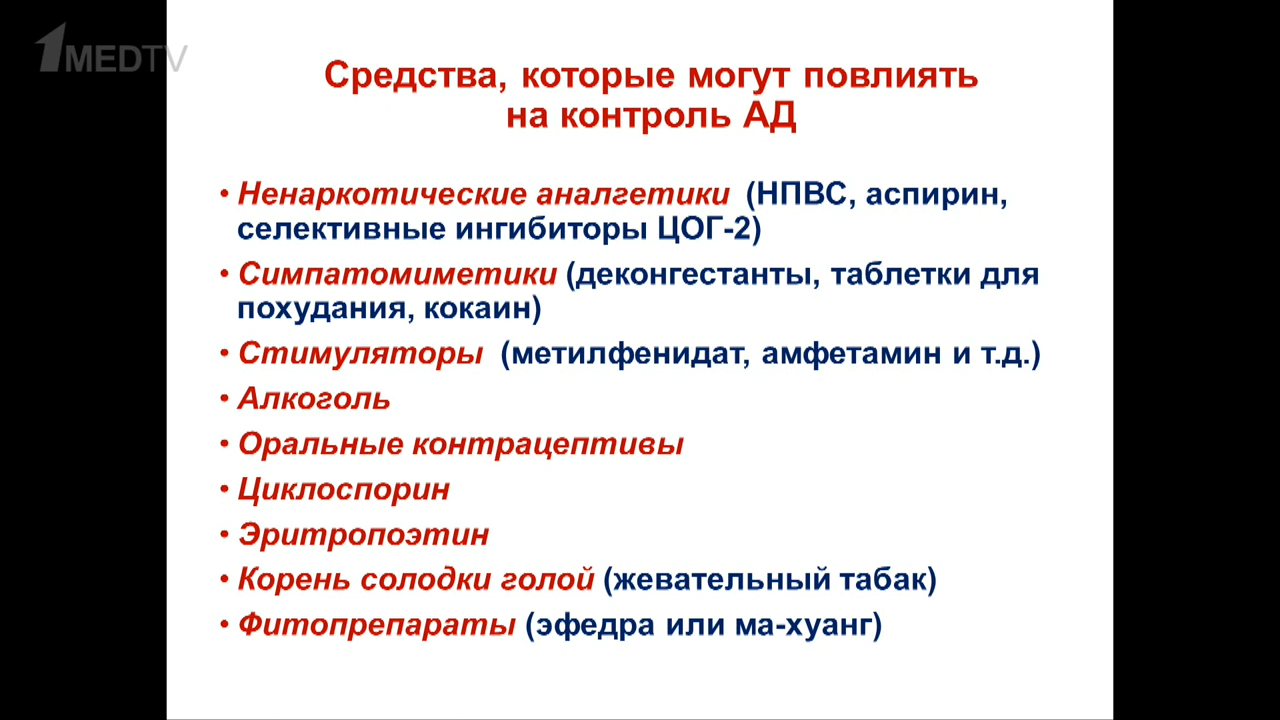 1MEDTV
Средства, которые могут повлиять
на контроль АД
• Ненаркотические аналгетики (НПВС, аспирин,
селективные ингибиторы ЦОГ-2)
• Симпатомиметики (деконгестанты, таблетки для
похудания, кокаин)
• Стимуляторы (метилфенидат, амфетамин и т.д.)
• Алкоголь
• Оральные контрацептивы
• Циклоспорин
• Эритропоэтин
• Корень солодки голой (жевательный табак)
• Фитопрепараты (эфедра или ма-хуанг)